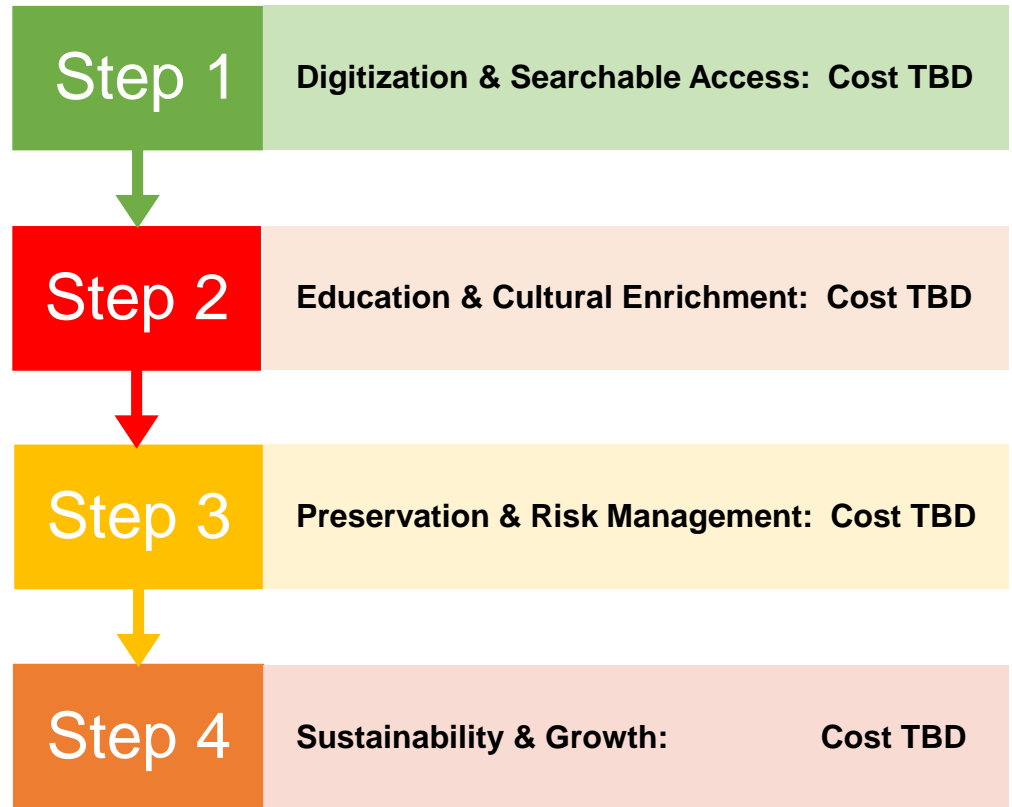 Step 1
Digitization & Searchable Access: Cost TBD
Step 2
Education & Cultural Enrichment: Cost TBD
Step 3
Preservation & Risk Management: Cost TBD
Step 4
Sustainability & Growth: Cost TBD